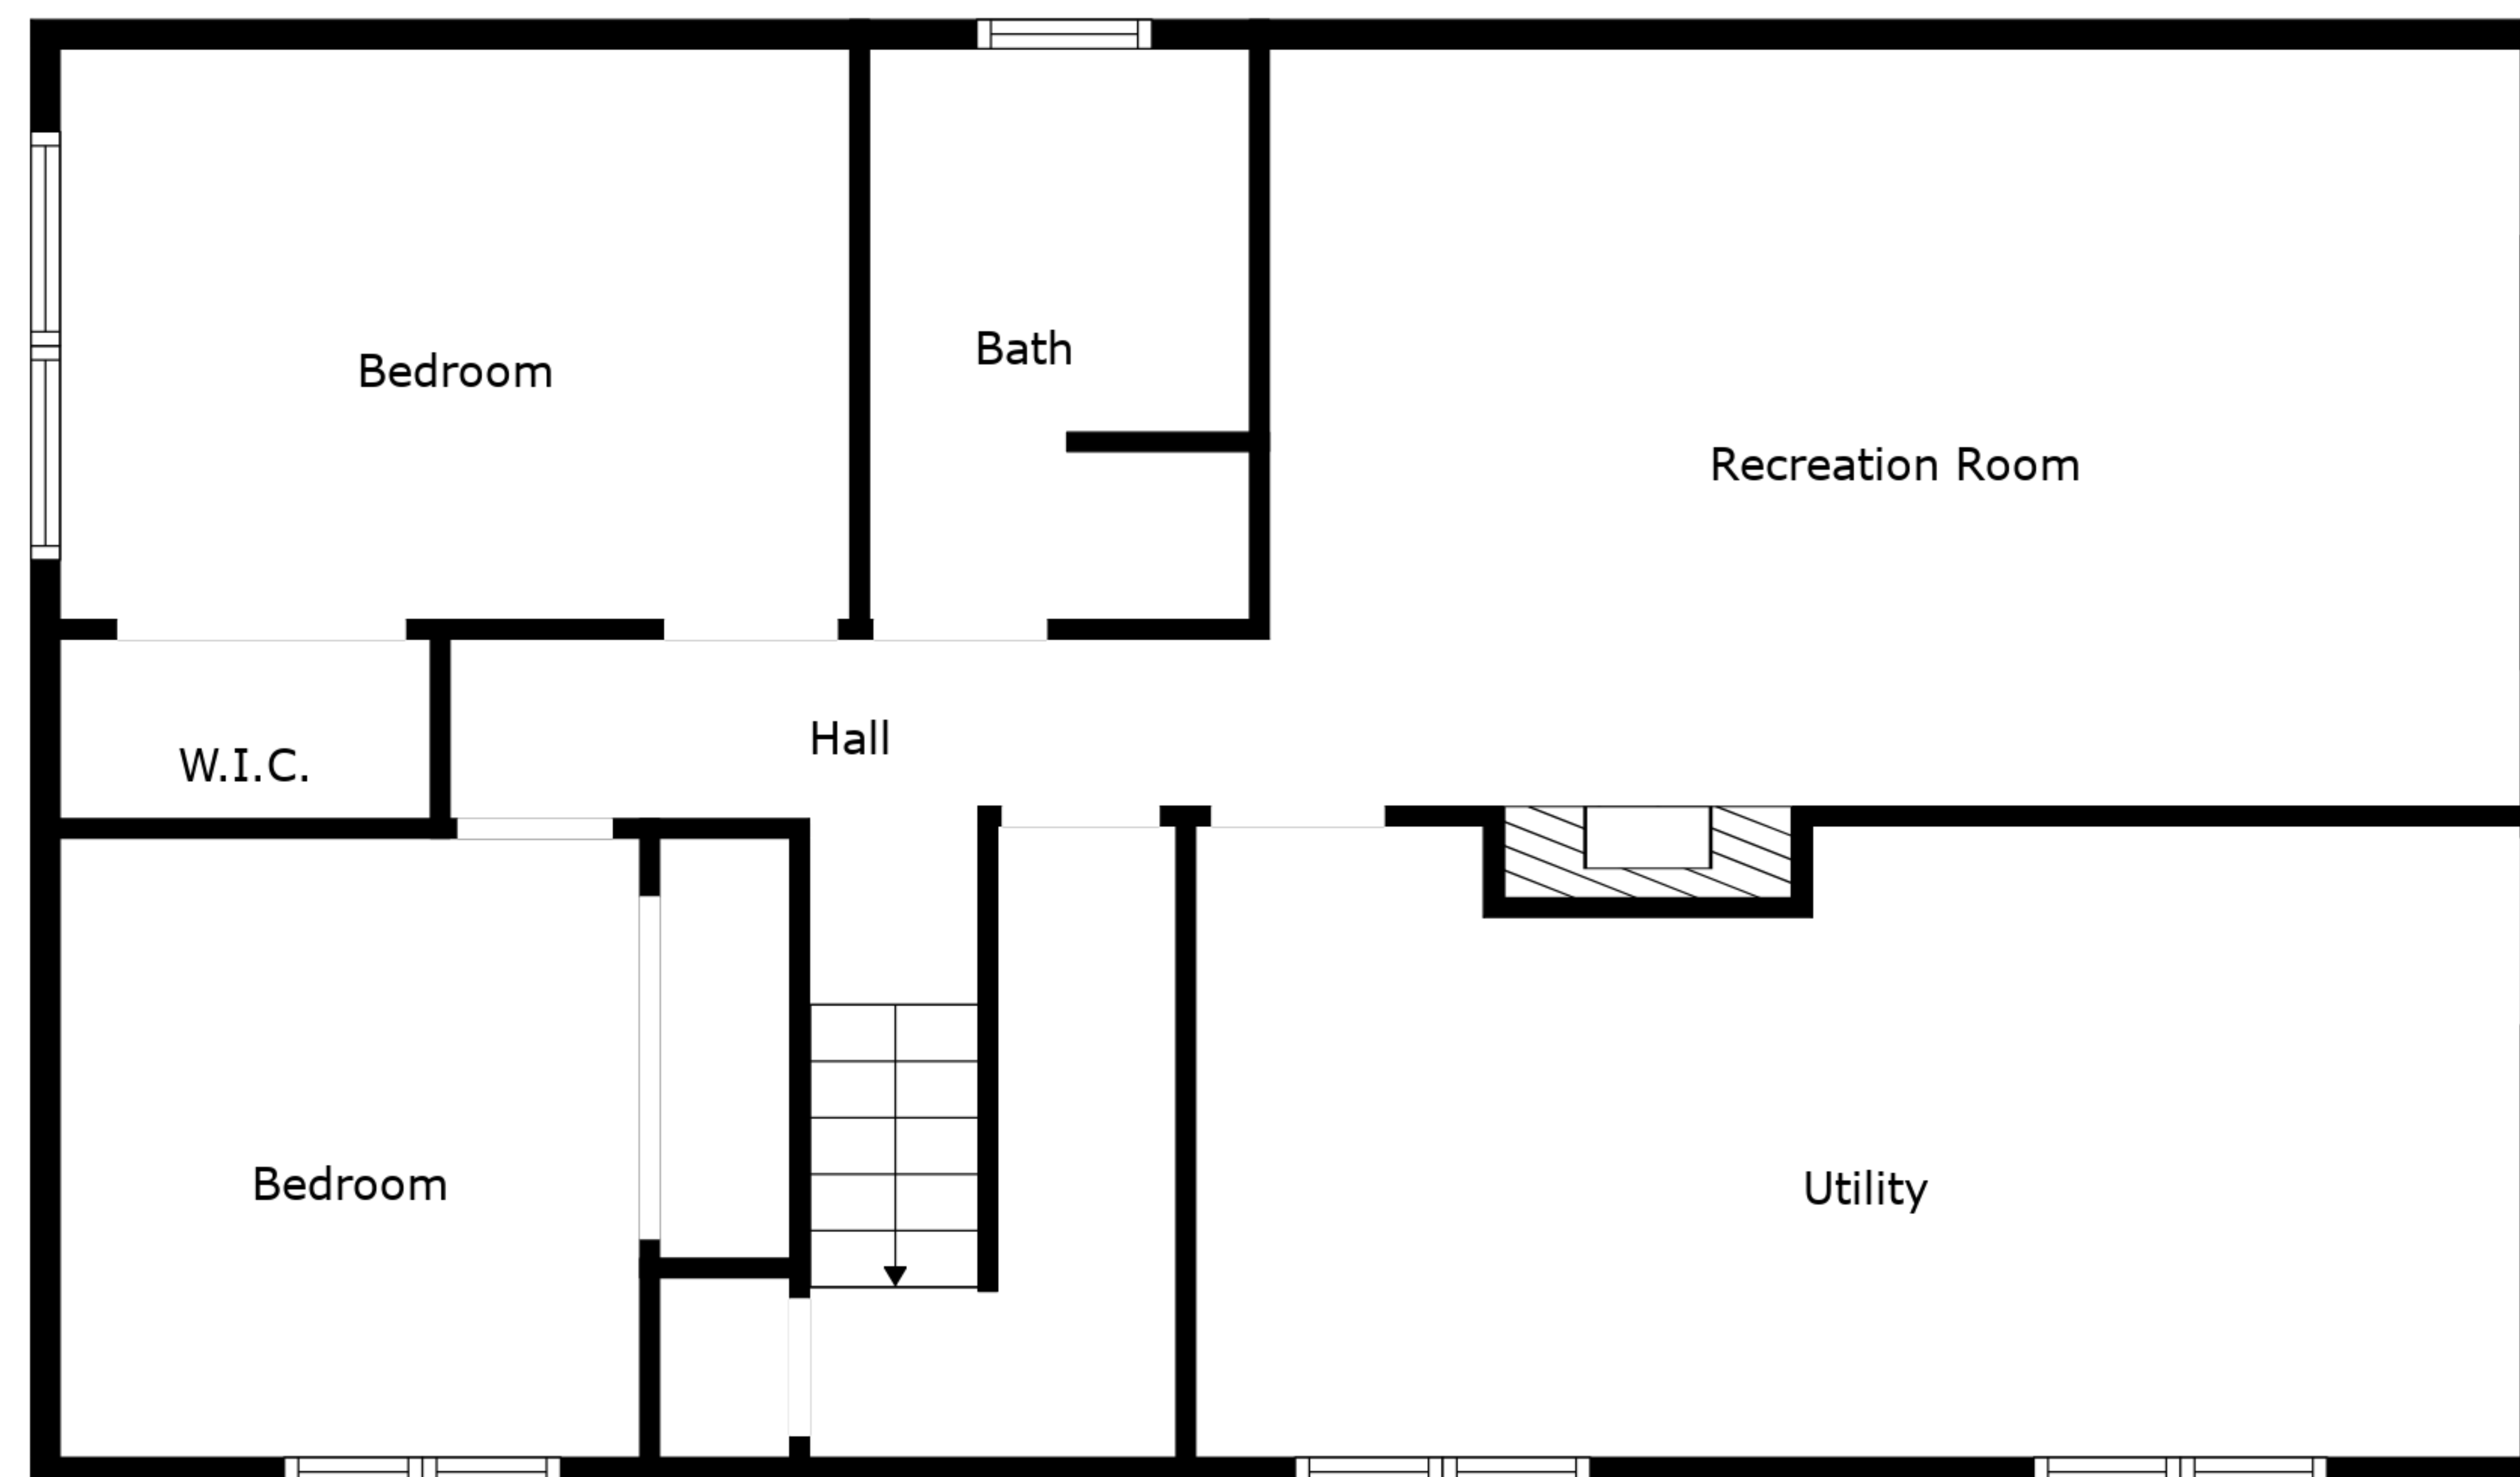 Bedroom
Bath
Recreation Room
W.I.C.
Hall
Bedroom
Utility